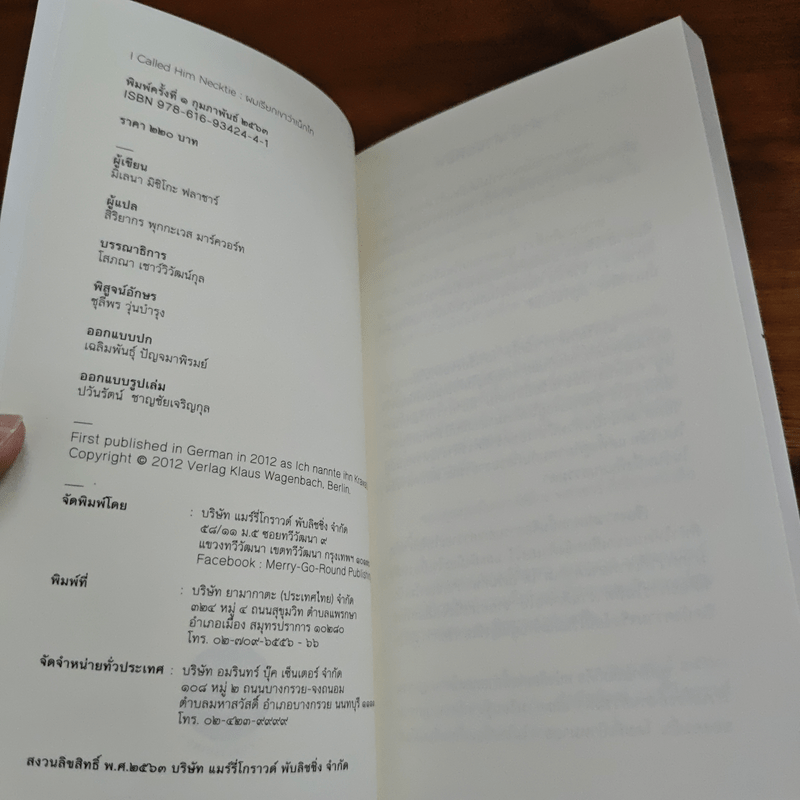 I Called Him Necktie : ผมเรียกเขาว่าเน็กไท
พิมพ์ครั้งที่ ๑ กุมภาพันธ์ ๒๕๖๓
ISBN 978-616-93424-4-1
ราคา ๒๒๐ บาท
ผู้เขียน
มิเลนา มิชิโกะ ฟลาชาร์
ผู้แปล
สิริยากร พุกกะเวส มาร์ควอร์ท
บรรณาธิการ
โสภณา เชาว์วิวัฒน์กุล
พิสูจน์อักษร
ชุลีพร วุ่นบำรุง
ออกแบบปก
เฉลิมพันธุ์ ปัญจมาพิรมย์
ออกแบบรูปเล่ม
ปวันรัตน์ ชาญชัยเจริญกุล
First published in German in 2012 as Ich nannte ihn
Copyright © 2012 Verlag Klaus Wagenbach, Berlin.
จัดพิมพ์โดย : บริษัท แมร์รี่โกราวด์ พับลิชชิ่ง จำกัด
๕๘/๑๑ ม.๕ ซอยทวีวัฒนา ๙
แขวงทวีวัฒนา เขตทวีวัฒนา กรุงเทพฯ
Facebook : Merry-Go-Round
พิมพ์ที่ : บริษัท ยามากาตะ (ประเทศไทย) จำกัด
๓๒๔ หมู่ ๔ ถนนสุขุมวิท ตำบลแพรกษา
อำเภอเมือง สมุทรปราการ ๑๐๒๘๐
โทร. ๐๒-๗๐๙-๖๕๕๖ - ๖๖
จัดจำหน่ายทั่วประเทศ : บริษัท อมรินทร์ บุ๊ค เซ็นเตอร์ จำกัด
๑๐๘ หมู่ ๒ ถนนบางกรวย-จงถนอม
ตำบลมหาสวัสดิ์ อำเภอบางกรวย นนทบุรี
โทร. ๐๒-๔๒๓-๙๙๙๙
สงวนลิขสิทธิ์ พ.ศ.๒๕๖๓ บริษัท แมร์รี่โกราวด์ พับลิชชิ่ง จำกัด